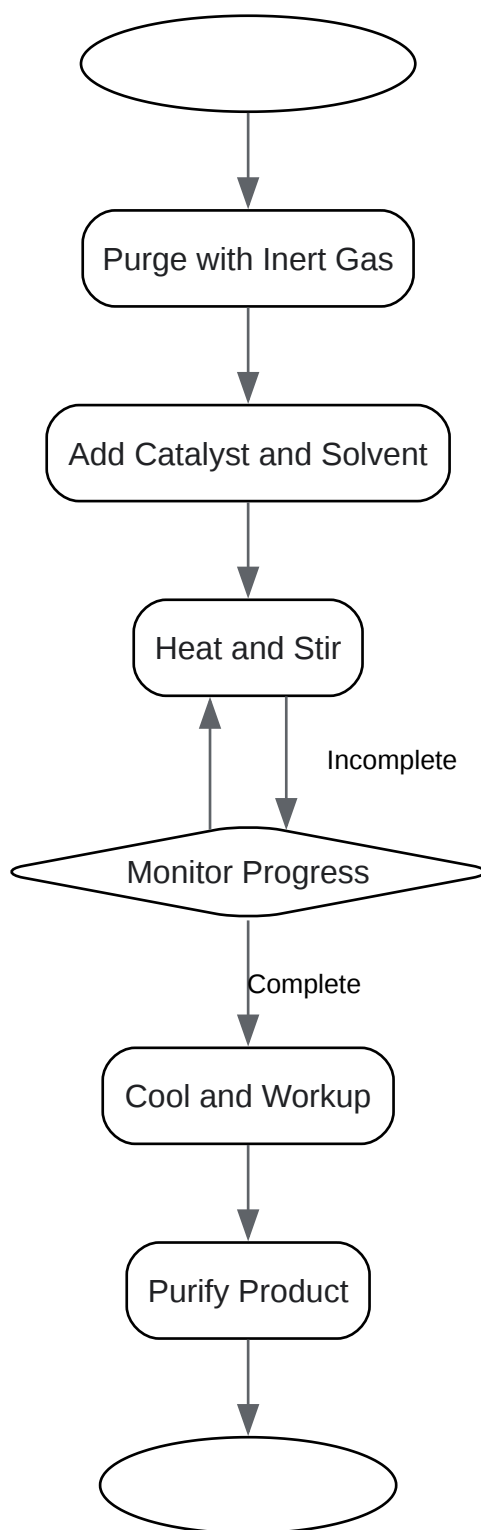 Purge with Inert Gas
Add Catalyst and Solvent
Heat and Stir
Incomplete
Monitor Progress
Complete
Cool and Workup
Purify Product